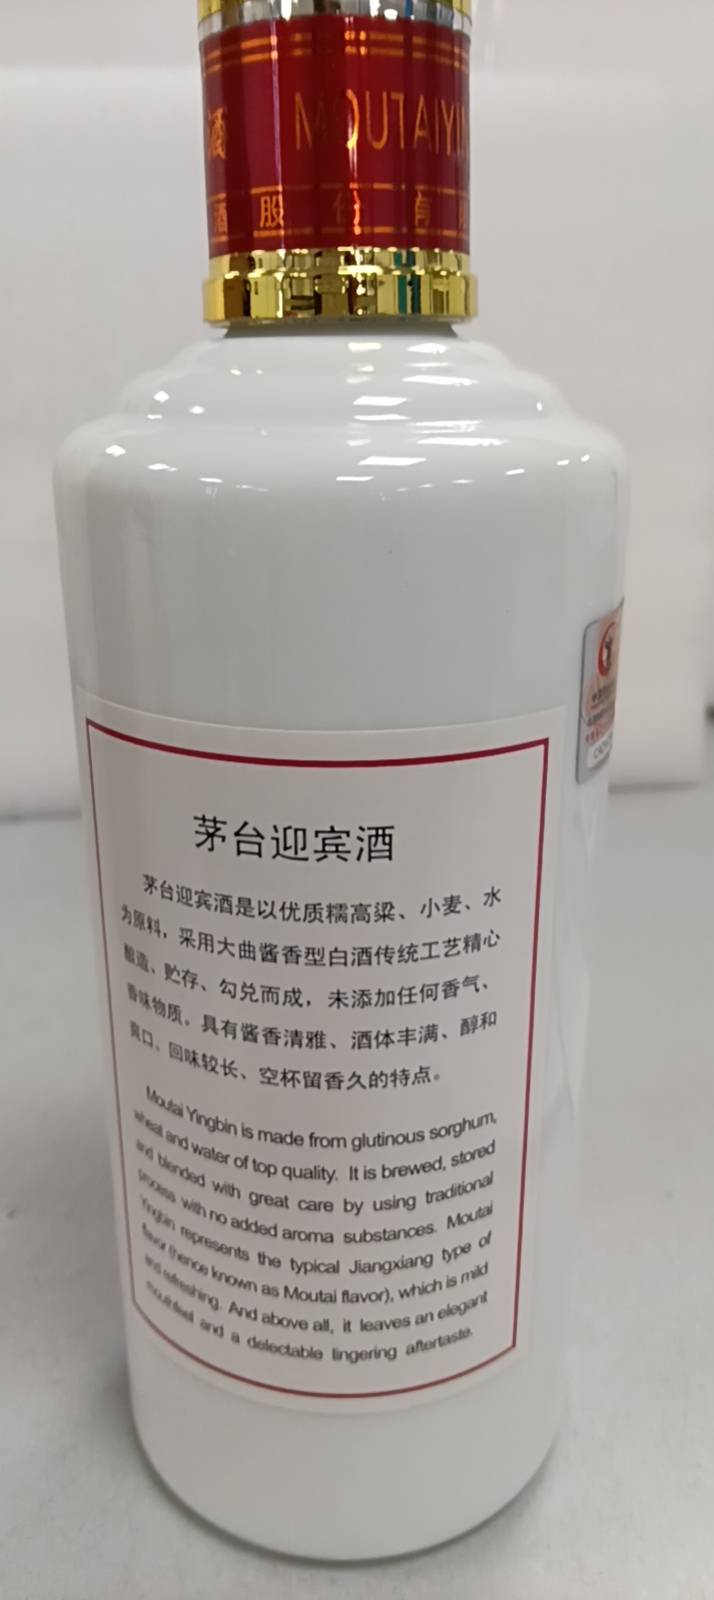 酒 MOUTAIYIN
酒股份有限
茅台迎宾酒
茅台迎宾酒是以优质糯高粱、小麦、水
为原料，采用大曲酱香型白酒传统工艺精心
酿造、贮存、勾兑而成，未添加任何香气、
香味物质。具有酱香清雅、酒体丰满、醇和
爽口、回味较长、空杯留香久的特点。
Moutai Yingbin is made from glutinous sorghum,
wheat and water of top quality. It is brewed, stored
and blended with great care by using traditional
process with no added aroma substances. Moutai
Yingbin represents the typical Jiangxiang type of
flavor (hence known as Moutai flavor), which is mild
and refreshing. And above all, it leaves an elegant
mouthfeel and a delectable lingering aftertaste.